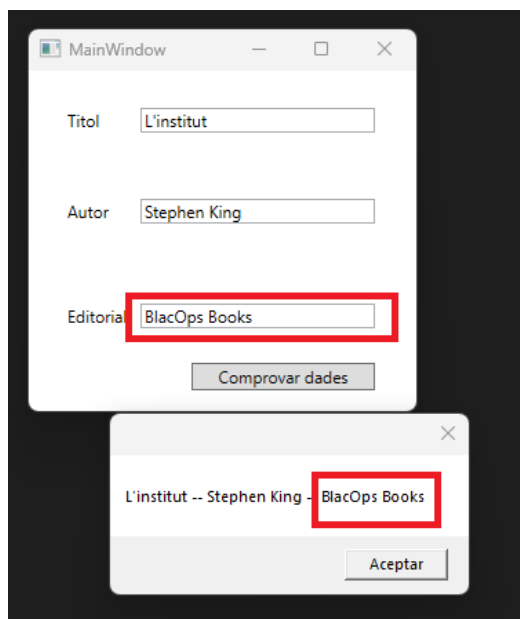 MainWindow
Titol L'institut
Autor Stephen King
Editorial BlacOps Books
Comprovar dades
L'institut -- Stephen King - BlacOps Books
Aceptar